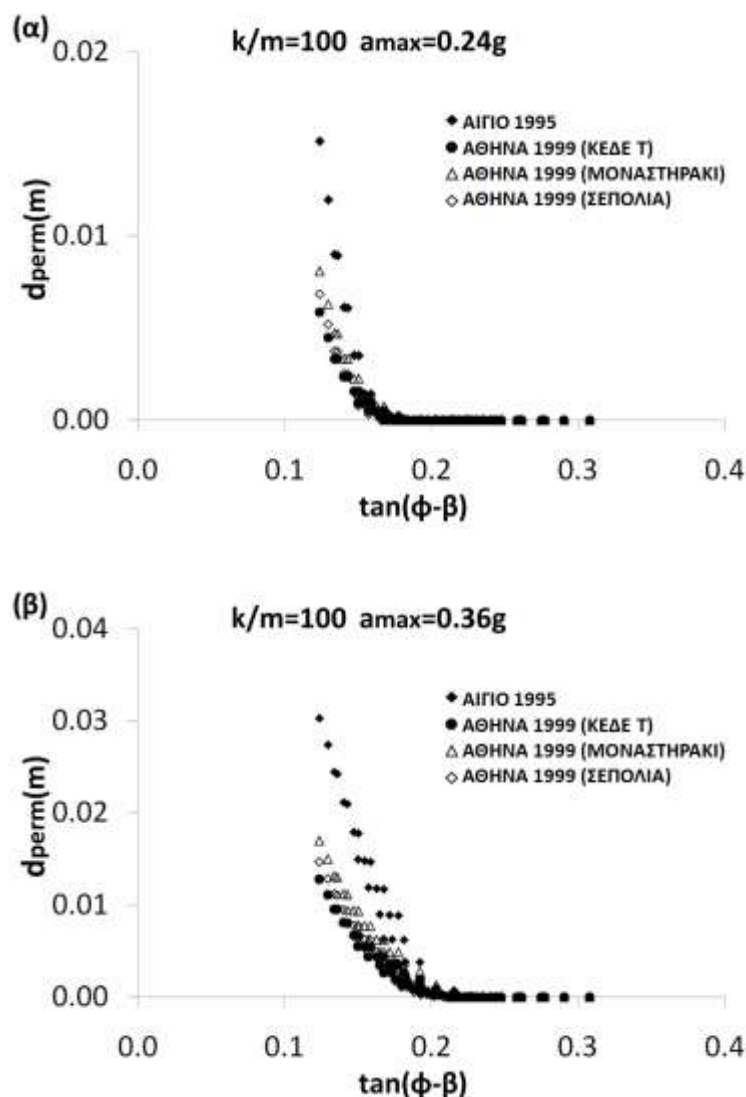 (α)
k/m=100 amax=0.24g
0.02
ΑΙΓΙΟ 1995
ΑΘΗΝΑ 1999 (ΚΕΔΕ Τ)
ΑΘΗΝΑ 1999 (ΜΟΝΑΣΤΗΡΑΚΙ)
ΑΘΗΝΑ 1999 (ΣΕΠΟΛΙΑ)
dperm(m)
0.01
0.00
0.0 0.1 0.2 0.3 0.4
tan(φ-β)
(β)
k/m=100 amax=0.36g
0.04
ΑΙΓΙΟ 1995
0.03
ΑΘΗΝΑ 1999 (ΚΕΔΕ Τ)
ΑΘΗΝΑ 1999 (ΜΟΝΑΣΤΗΡΑΚΙ)
ΑΘΗΝΑ 1999 (ΣΕΠΟΛΙΑ)
dperm(m)
0.02
0.01
0.00
0.0 0.1 0.2 0.3 0.4
tan(φ-β)